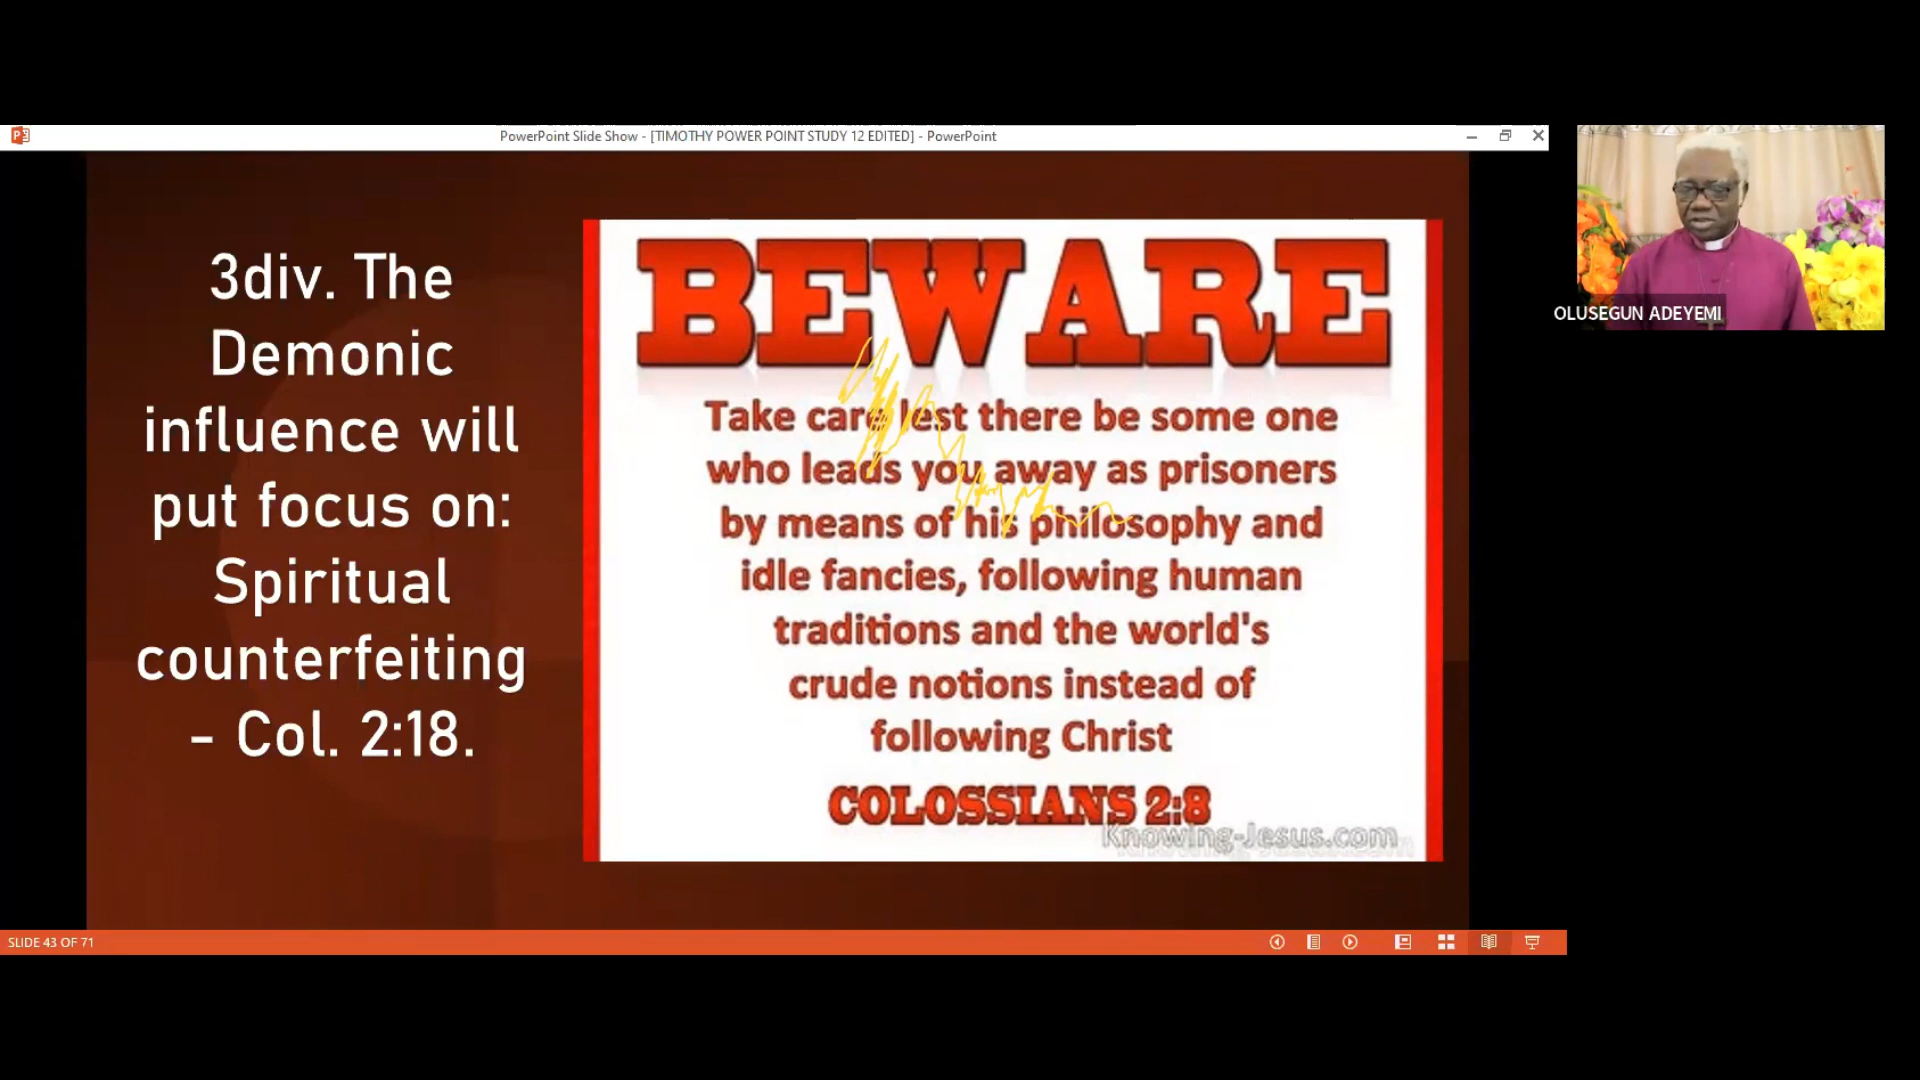 PowerPoint Slide Show - [TIMOTHY POWER POINT STUDY 12 EDITED] - PowerPoint
3div. The
Demonic
influence will
put focus on:
Spiritual
counterfeiting
- Col. 2:18.
BEWARE
Take care lest there be some one
who leads you away as prisoners
by means of his philosophy and
idle fancies, following human
traditions and the world's
crude notions instead of
following Christ
COLOSSIANS 2:8
Knowing-Jesus.com
OLUSEGUN ADEYEMI
SLIDE 43 OF 71